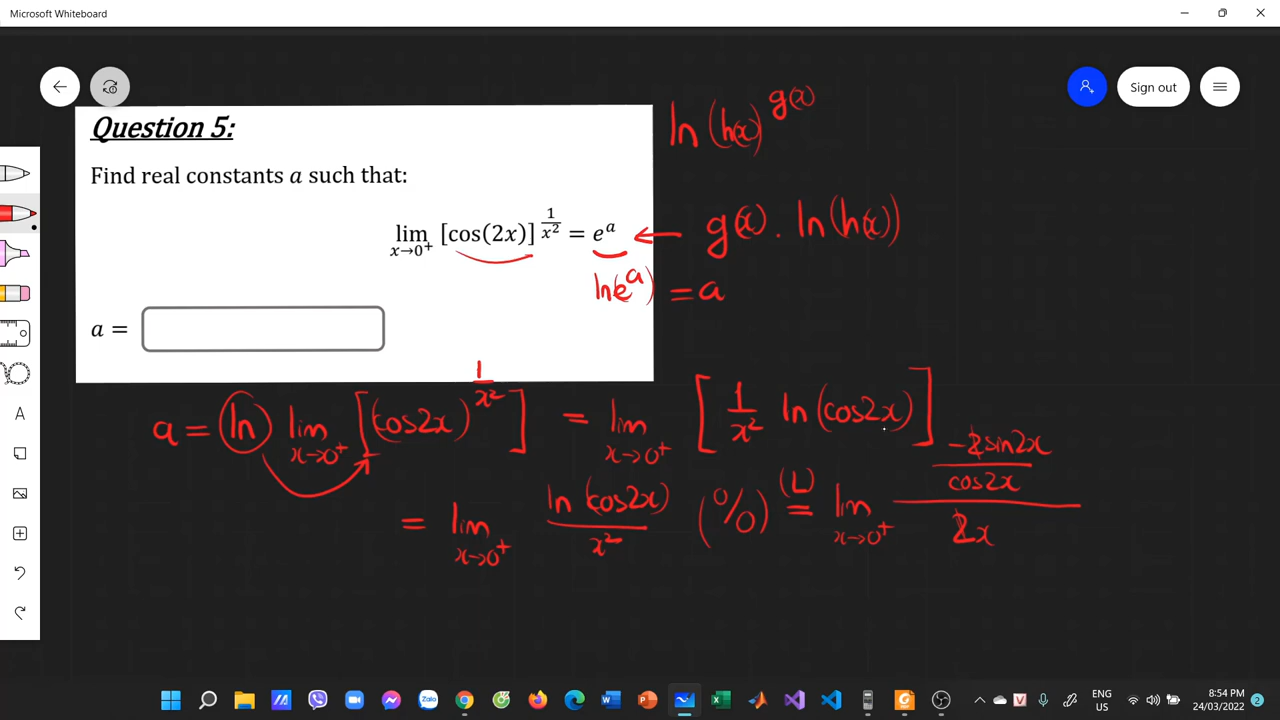 Microsoft Whiteboard
Sign out
Question 5:
Find real constants a such that:
lim x→0⁺ [cos(2x)]^(1/x²) = e^a
a =
ln (h(x))^g(x)
g(x) . ln(h(x))
ln(e^a) = a
a = ln lim x→0⁺ [(cos2x)^(1/x²)] = lim x→0⁺ [1/x² ln(cos2x)]
= lim x→0⁺ ln(cos2x)/x² (%) (L)= lim x→0⁺ (-2sin2x/cos2x)/2x
A
Zalo
ENG
US
V
8:54 PM
24/03/2022
2